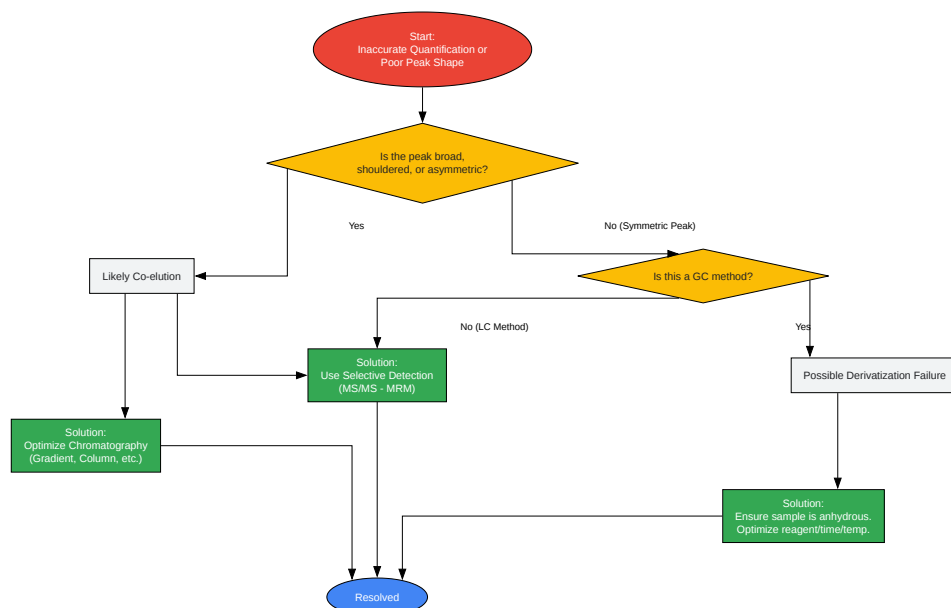 Start:
Inaccurate Quantification or
Poor Peak Shape
Is the peak broad,
shouldered, or asymmetric?
Yes
No (Symmetric Peak)
Likely Co-elution
Is this a GC method?
No (LC Method)
Yes
Solution:
Use Selective Detection
(MS/MS - MRM)
Possible Derivatization Failure
Solution:
Optimize Chromatography
(Gradient, Column, etc.)
Solution:
Ensure sample is anhydrous.
Optimize reagent/time/temp.
Resolved